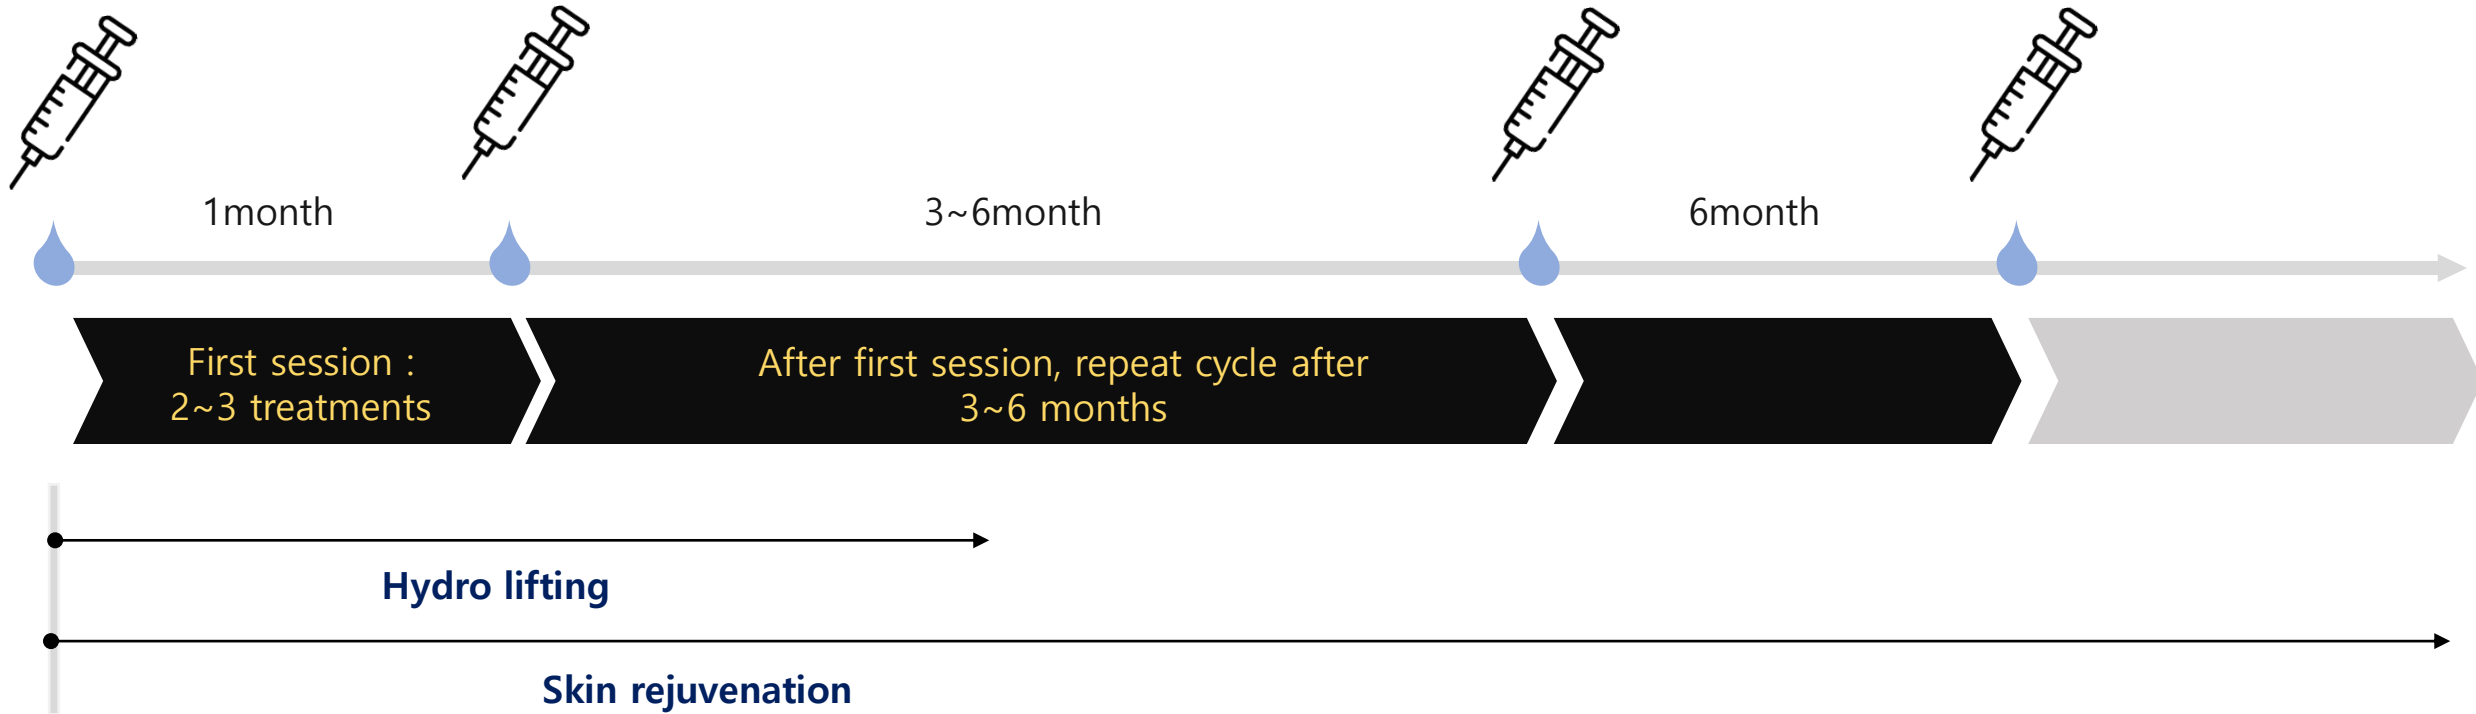 1month
3~6month
6month
First session :
2~3 treatments
After first session, repeat cycle after
3~6 months
Hydro lifting
Skin rejuvenation